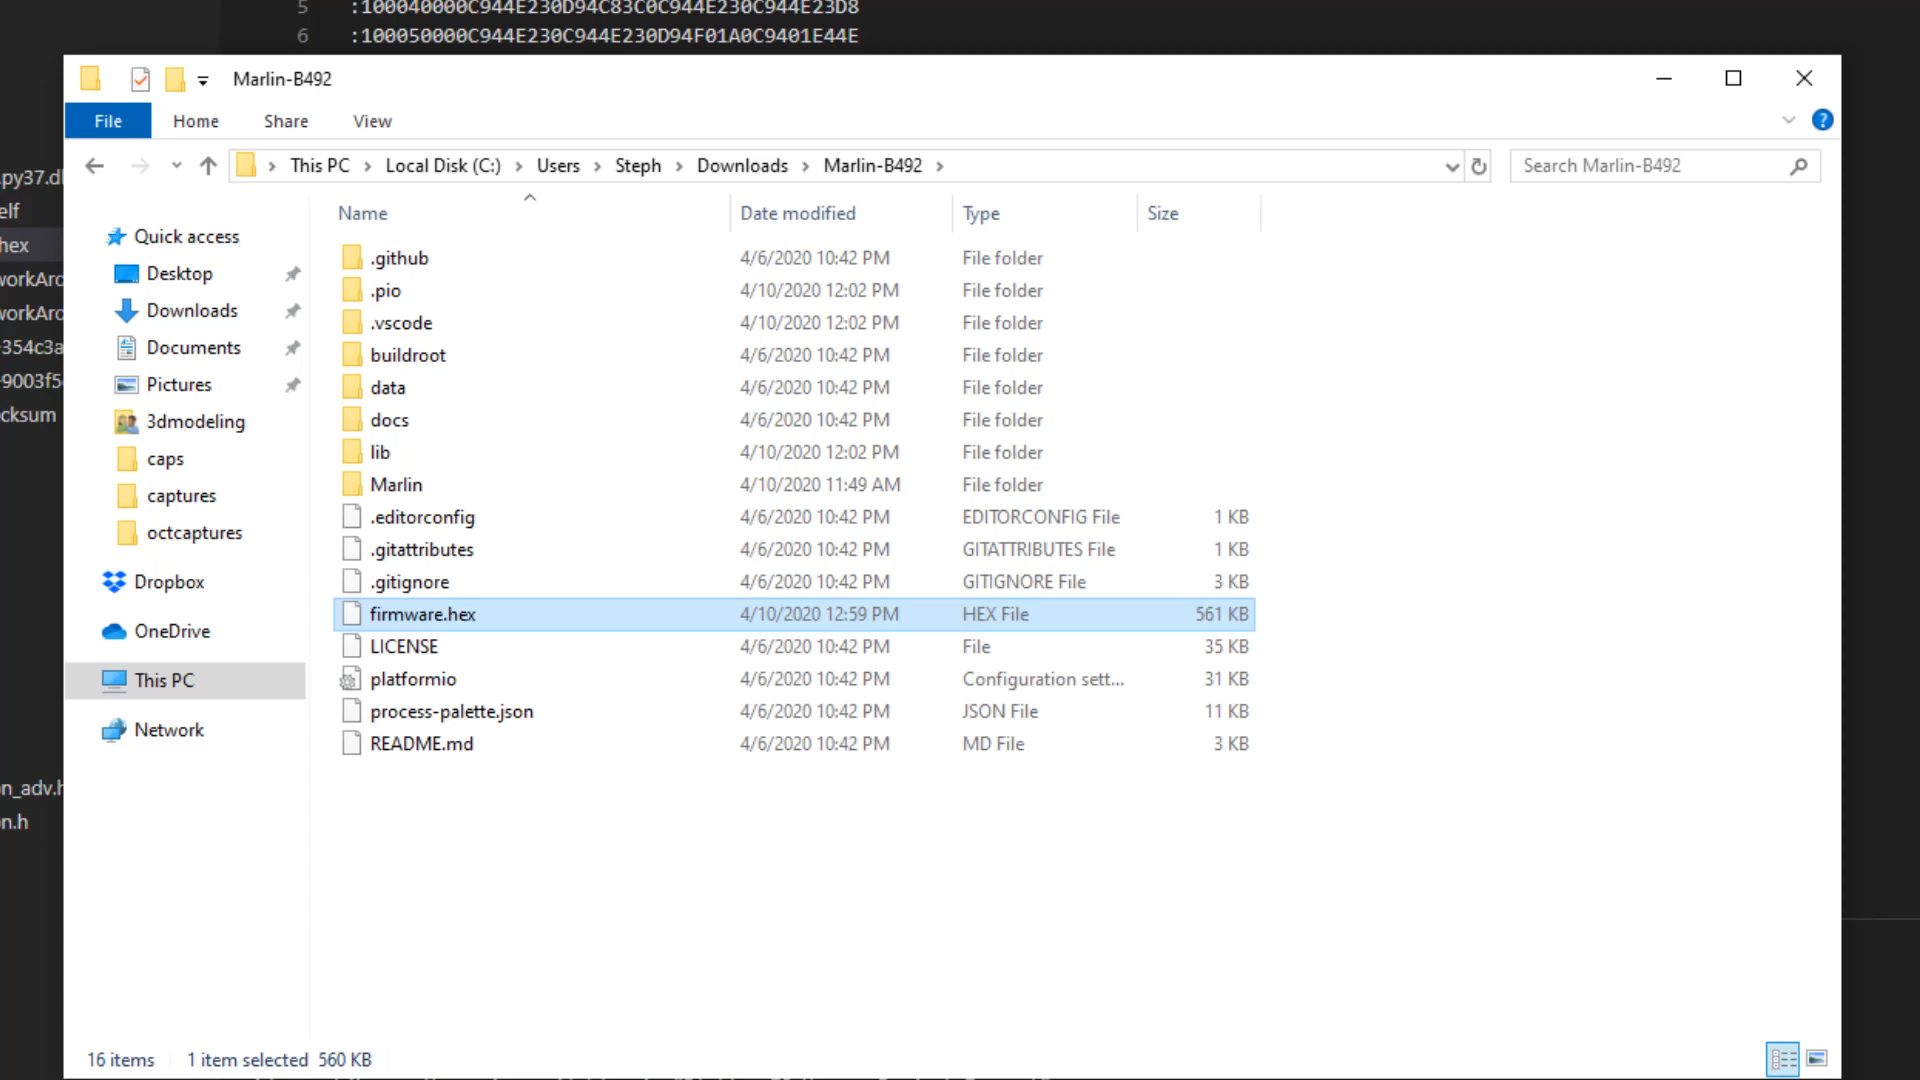 5 :100040000C944E230D94C83C0C944E230C944E23D8
6 :100050000C944E230C944E230D94F01A0C9401E44E
Marlin-B492
File Home Share View
This PC Local Disk (C:) Users Steph Downloads Marlin-B492
Search Marlin-B492
Name Date modified Type Size
.github 4/6/2020 10:42 PM File folder
.pio 4/10/2020 12:02 PM File folder
.vscode 4/10/2020 12:02 PM File folder
buildroot 4/6/2020 10:42 PM File folder
data 4/6/2020 10:42 PM File folder
docs 4/6/2020 10:42 PM File folder
lib 4/10/2020 12:02 PM File folder
Marlin 4/10/2020 11:49 AM File folder
.editorconfig 4/6/2020 10:42 PM EDITORCONFIG File 1 KB
.gitattributes 4/6/2020 10:42 PM GITATTRIBUTES File 1 KB
.gitignore 4/6/2020 10:42 PM GITIGNORE File 3 KB
firmware.hex 4/10/2020 12:59 PM HEX File 561 KB
LICENSE 4/6/2020 10:42 PM File 35 KB
platformio 4/6/2020 10:42 PM Configuration sett... 31 KB
process-palette.json 4/6/2020 10:42 PM JSON File 11 KB
README.md 4/6/2020 10:42 PM MD File 3 KB
Quick access
Desktop
Downloads
Documents
Pictures
3dmodeling
caps
captures
octcaptures
Dropbox
OneDrive
This PC
Network
.py37.dl
elf
hex
workArd
workArd
354c3a
9003f5
cksum
on_adv.h
on.h
16 items 1 item selected 560 KB